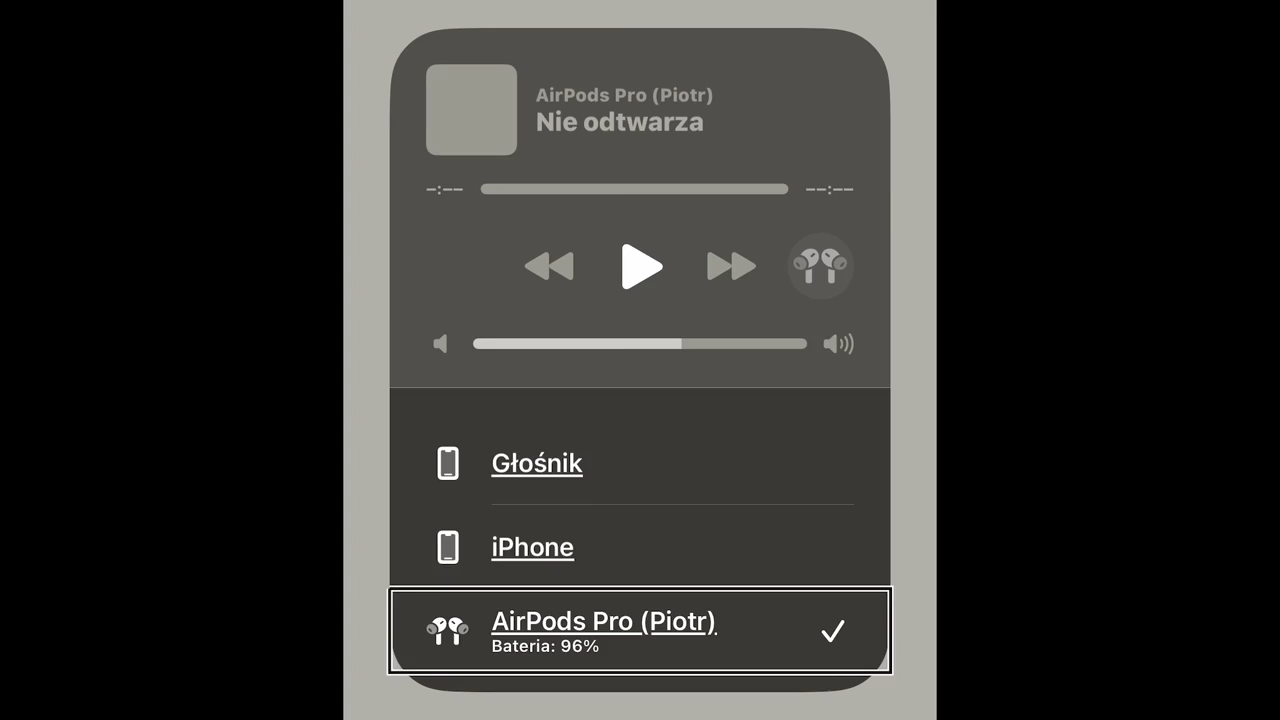 AirPods Pro (Piotr)
Nie odtwarza
-:-- --:--
Głośnik
iPhone
AirPods Pro (Piotr)
Bateria: 96%